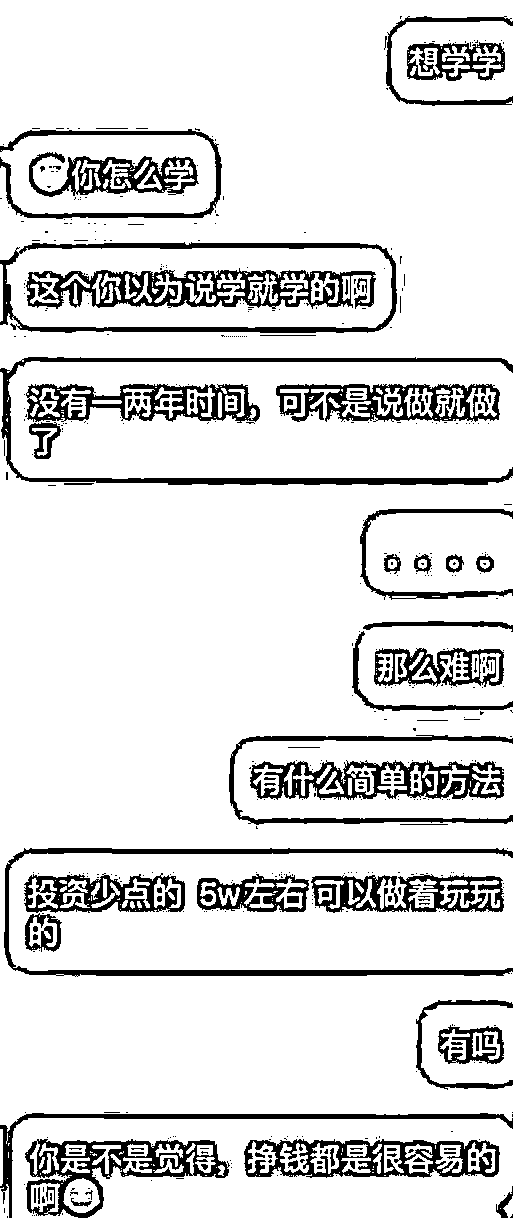 想学学
你怎么学
这个你以为说学就学的啊
没有一两年时间，可不是说做就做
了
。。。。
那么难啊
有什么简单的方法
投资少点的 5w左右 可以做着玩玩
的
有吗
你是不是觉得，挣钱都是很容易的
啊